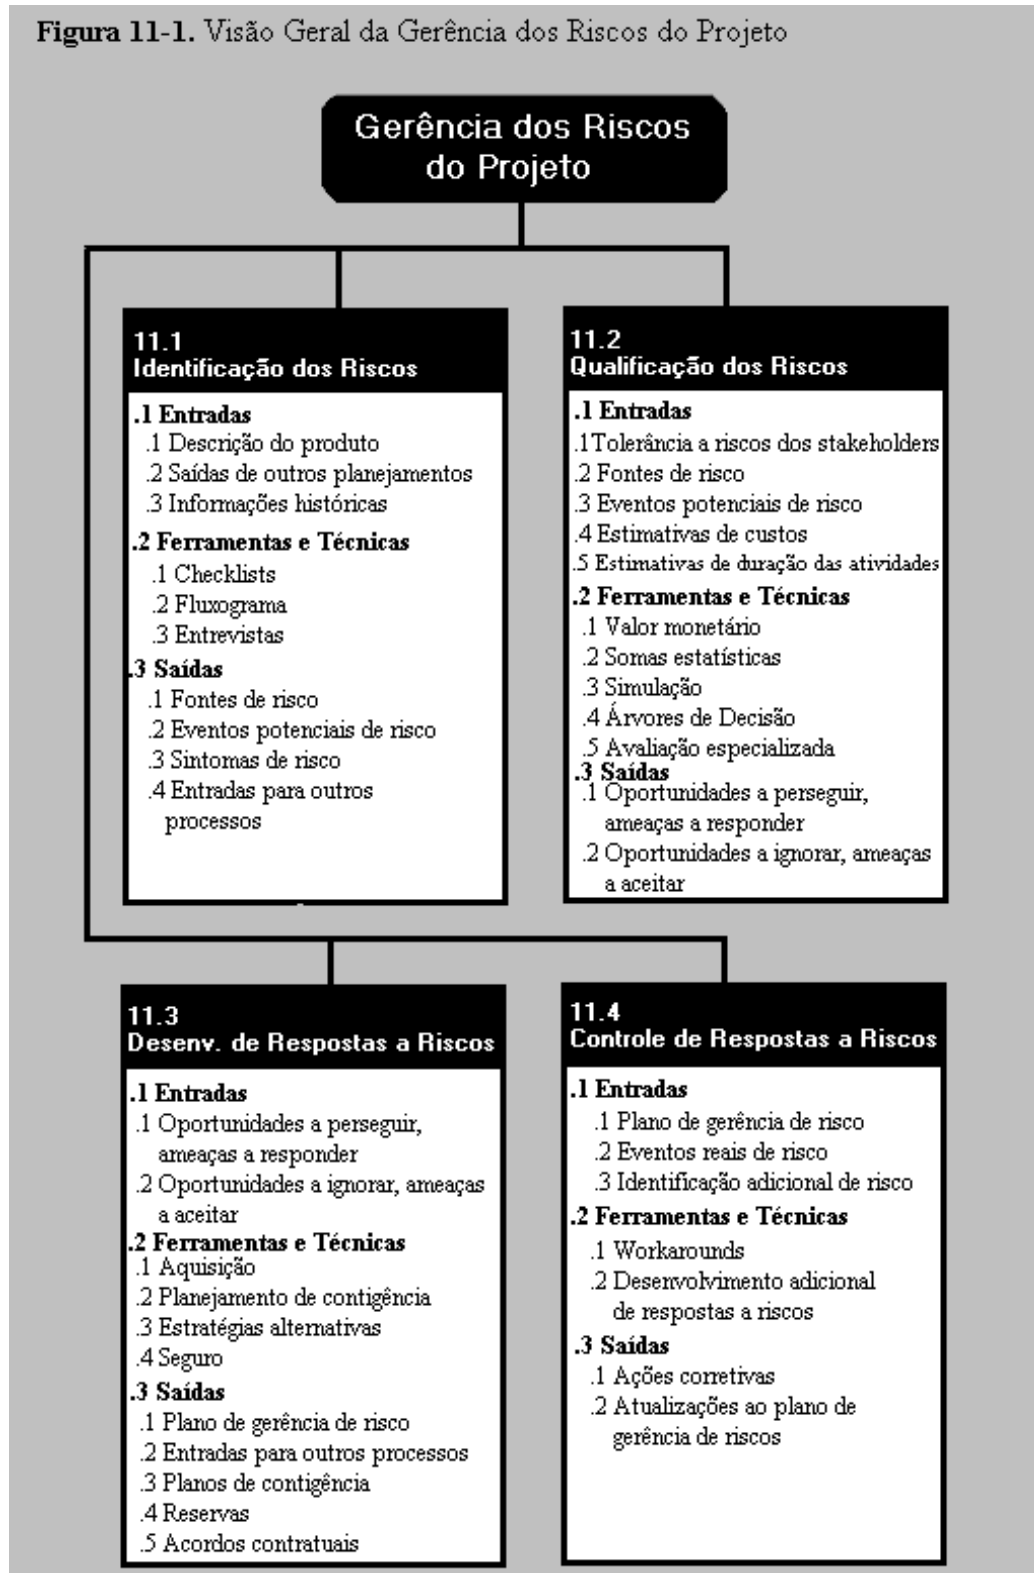 Figura 11-1. Visão Geral da Gerência dos Riscos do Projeto
Gerência dos Riscos
do Projeto
11.1
Identificação dos Riscos
.1 Entradas
.1 Descrição do produto
.2 Saídas de outros planejamentos
.3 Informações históricas
.2 Ferramentas e Técnicas
.1 Checklists
.2 Fluxograma
.3 Entrevistas
.3 Saídas
.1 Fontes de risco
.2 Eventos potenciais de risco
.3 Sintomas de risco
.4 Entradas para outros
processos
11.2
Qualificação dos Riscos
.1 Entradas
.1Tolerância a riscos dos stakeholders
.2 Fontes de risco
.3 Eventos potenciais de risco
.4 Estimativas de custos
.5 Estimativas de duração das atividades
.2 Ferramentas e Técnicas
.1 Valor monetário
.2 Somas estatísticas
.3 Simulação
.4 Árvores de Decisão
.5 Avaliação especializada
.3 Saídas
.1 Oportunidades a perseguir,
ameaças a responder
.2 Oportunidades a ignorar, ameaças
a aceitar
11.3
Desenv. de Respostas a Riscos
.1 Entradas
.1 Oportunidades a perseguir,
ameaças a responder
.2 Oportunidades a ignorar, ameaças
a aceitar
.2 Ferramentas e Técnicas
.1 Aquisição
.2 Planejamento de contigência
.3 Estratégias alternativas
.4 Seguro
.3 Saídas
.1 Plano de gerência de risco
.2 Entradas para outros processos
.3 Planos de contigência
.4 Reservas
.5 Acordos contratuais
11.4
Controle de Respostas a Riscos
.1 Entradas
.1 Plano de gerência de risco
.2 Eventos reais de risco
.3 Identificação adicional de risco
.2 Ferramentas e Técnicas
.1 Workarounds
.2 Desenvolvimento adicional
de respostas a riscos
.3 Saídas
.1 Ações corretivas
.2 Atualizações ao plano de
gerência de riscos